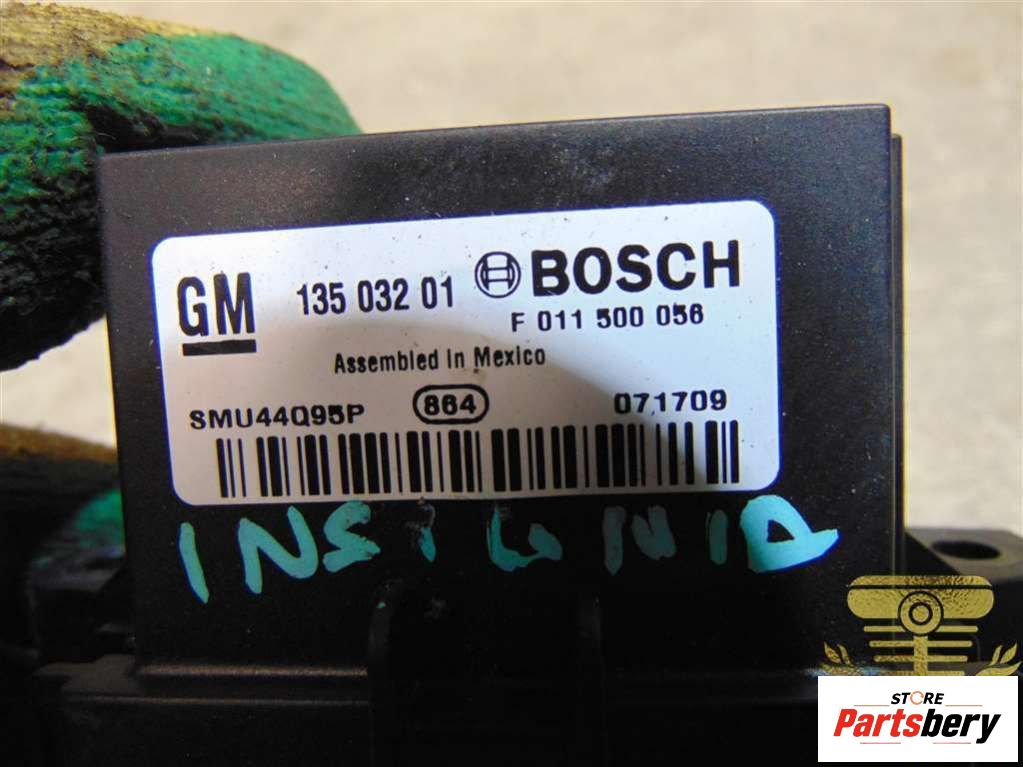 GM 135 032 01 BOSCH
F 011 500 056
Assembled in Mexico
SMU44Q95P 864 071709
INSIGNIA
STORE
Partsbery